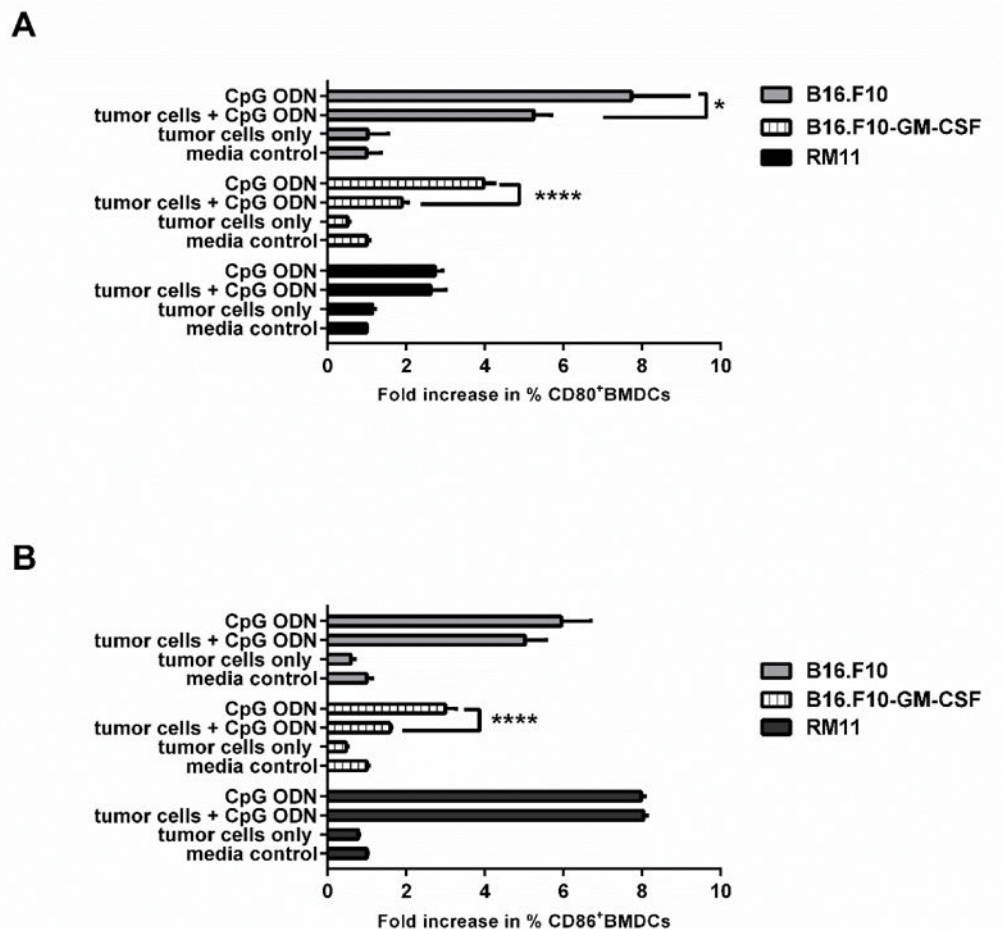 A
CpG ODN
tumor cells + CpG ODN
tumor cells only
media control
CpG ODN
tumor cells + CpG ODN
tumor cells only
media control
CpG ODN
tumor cells + CpG ODN
tumor cells only
media control
*
****
B16.F10
B16.F10-GM-CSF
RM11
0 2 4 6 8 10
Fold increase in % CD80⁺BMDCs
B
CpG ODN
tumor cells + CpG ODN
tumor cells only
media control
CpG ODN
tumor cells + CpG ODN
tumor cells only
media control
CpG ODN
tumor cells + CpG ODN
tumor cells only
media control
****
B16.F10
B16.F10-GM-CSF
RM11
0 2 4 6 8 10
Fold increase in % CD86⁺BMDCs